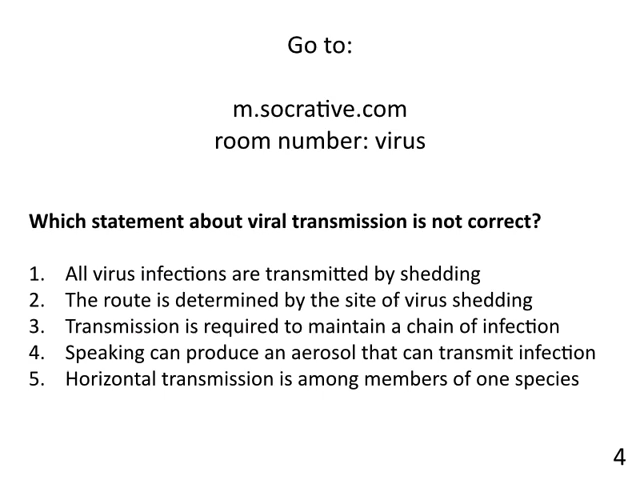 Go to:
m.socrative.com
room number: virus
Which statement about viral transmission is not correct?
1. All virus infections are transmitted by shedding
2. The route is determined by the site of virus shedding
3. Transmission is required to maintain a chain of infection
4. Speaking can produce an aerosol that can transmit infection
5. Horizontal transmission is among members of one species
4